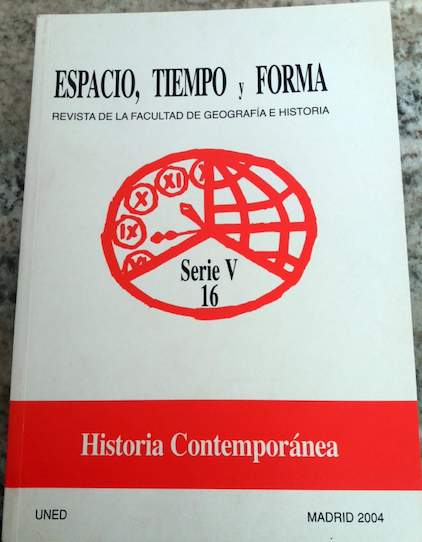 ESPACIO, TIEMPO y FORMA
REVISTA DE LA FACULTAD DE GEOGRAFÍA E HISTORIA
XI
X
X
IX
VIII
Serie V
16
Historia Contemporánea
UNED
MADRID 2004